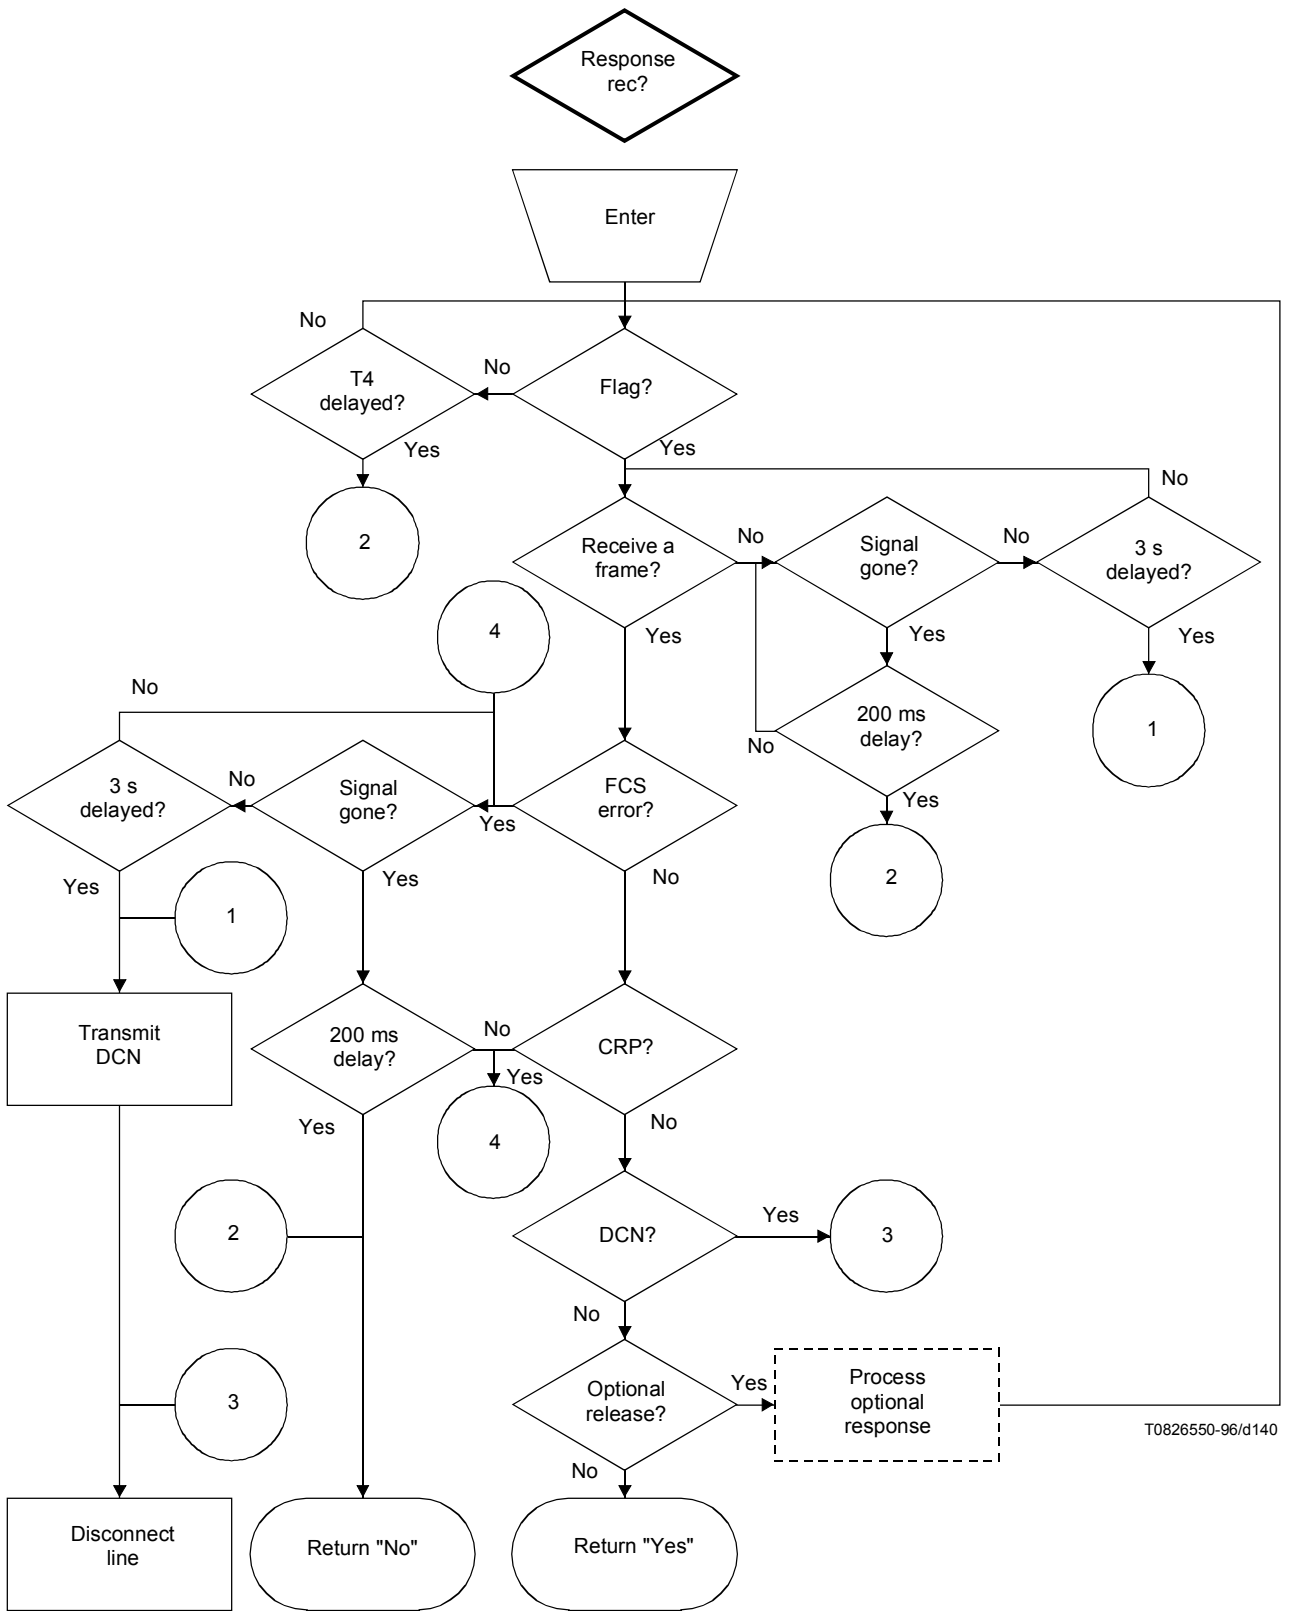 Response
rec?
Enter
No
No
T4
delayed?
Flag?
Yes
Yes
No
2
Receive a
frame?
No
Signal
gone?
No
3 s
delayed?
4
Yes
Yes
Yes
No
200 ms
delay?
No
1
3 s
delayed?
No
Signal
gone?
Yes
FCS
error?
Yes
Yes
Yes
No
2
1
Transmit
DCN
200 ms
delay?
No
Yes
CRP?
Yes
4
No
2
DCN?
Yes
3
No
3
Optional
release?
Yes
Process
optional
response
T0826550-96/d140
No
Disconnect
line
Return "No"
Return "Yes"